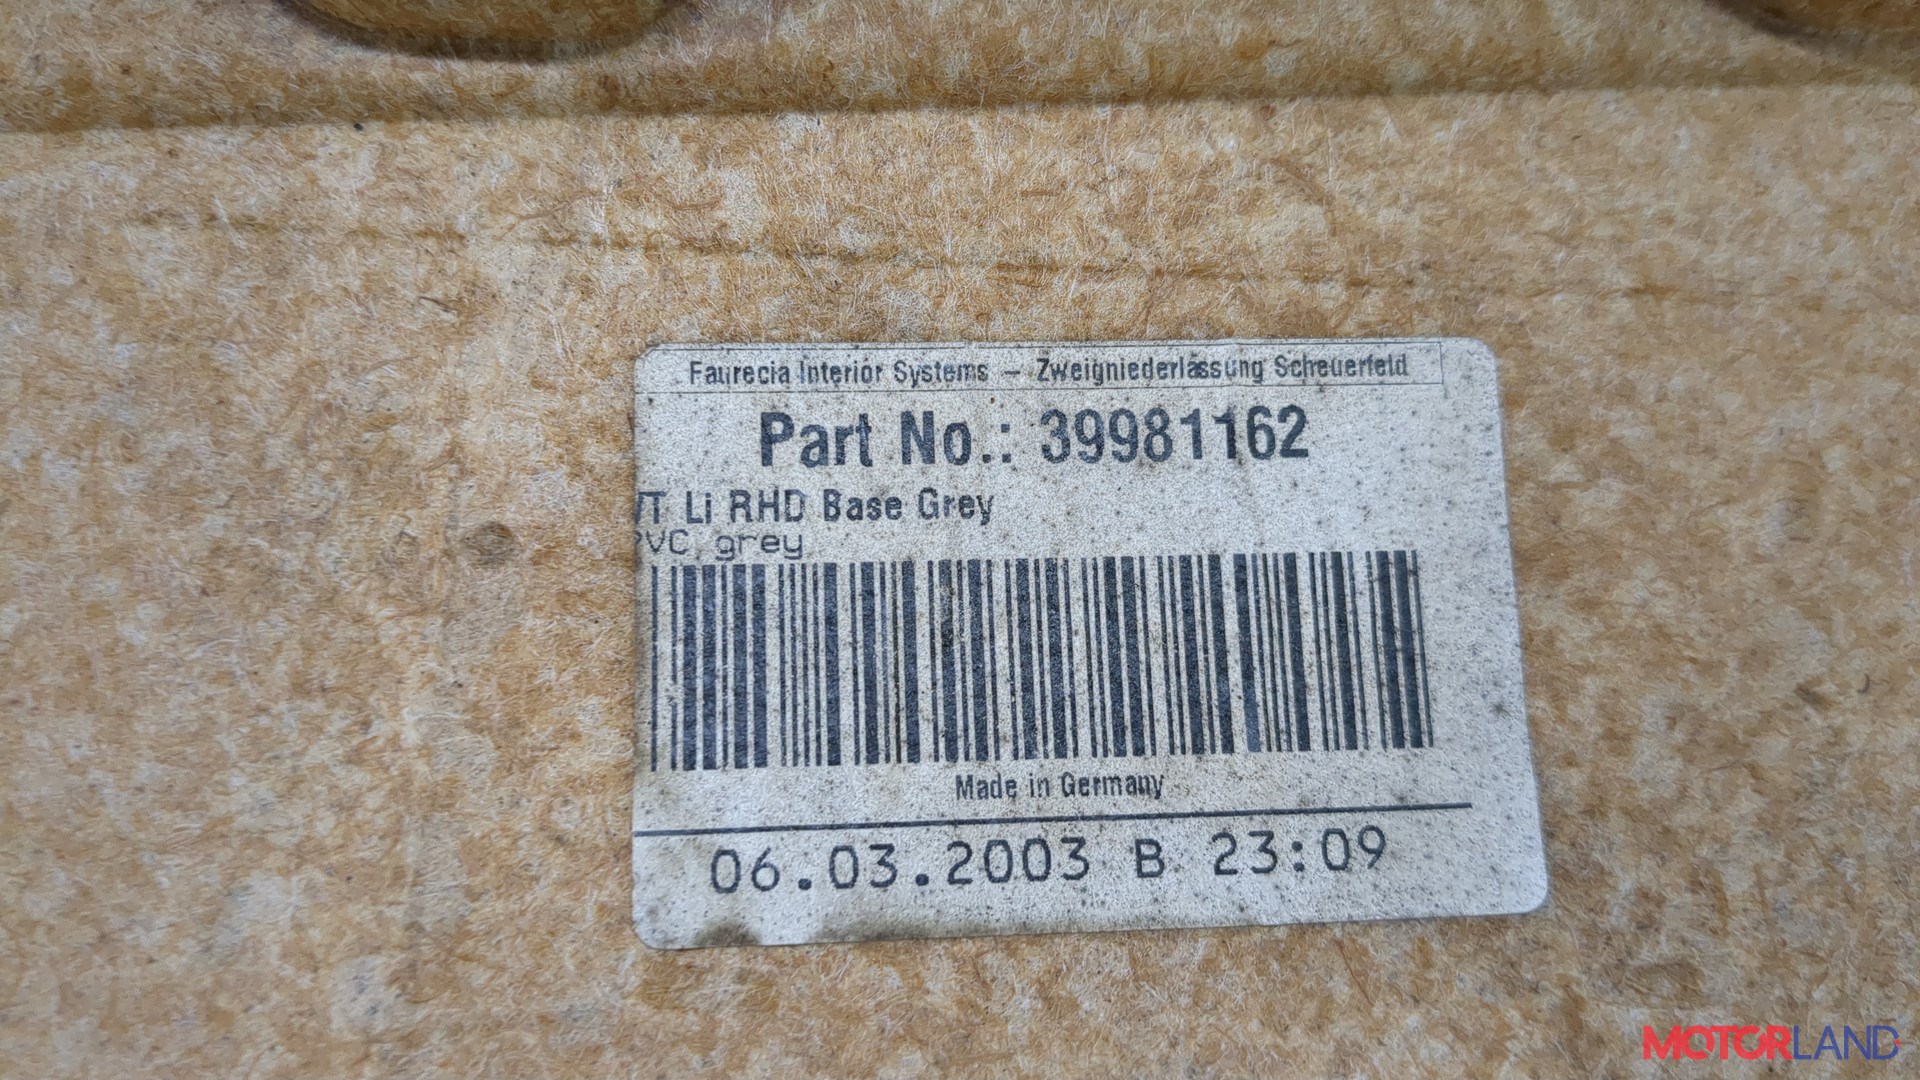 Faurecia Interior Systems – Zweigniederlassung Scheuerfeld
Part No.: 39981162
Li RHD Base Grey
PVC, grey
Made in Germany
06.03.2003 B 23:09
MOTORLAND